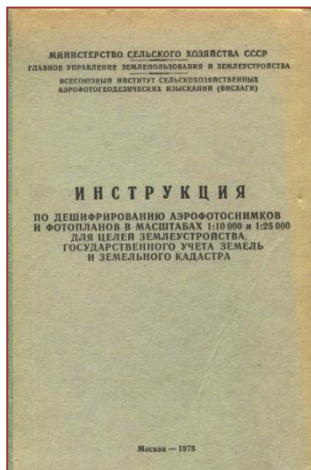 МИНИСТЕРСТВО СЕЛЬСКОГО ХОЗЯЙСТВА СССР
ГЛАВНОЕ УПРАВЛЕНИЕ ЗЕМЛЕПОЛЬЗОВАНИЯ И ЗЕМЛЕУСТРОЙСТВА
ВСЕСОЮЗНЫЙ ИНСТИТУТ СЕЛЬСКОХОЗЯЙСТВЕННЫХ
АЭРОФОТОГЕОДЕЗИЧЕСКИХ ИЗЫСКАНИЙ (ВИСХАГИ)
ИНСТРУКЦИЯ
ПО ДЕШИФРИРОВАНИЮ АЭРОФОТОСНИМКОВ
И ФОТОПЛАНОВ В МАСШТАБАХ 1:10 000 и 1:25 000
ДЛЯ ЦЕЛЕЙ ЗЕМЛЕУСТРОЙСТВА,
ГОСУДАРСТВЕННОГО УЧЕТА ЗЕМЕЛЬ
И ЗЕМЕЛЬНОГО КАДАСТРА
Москва — 1978